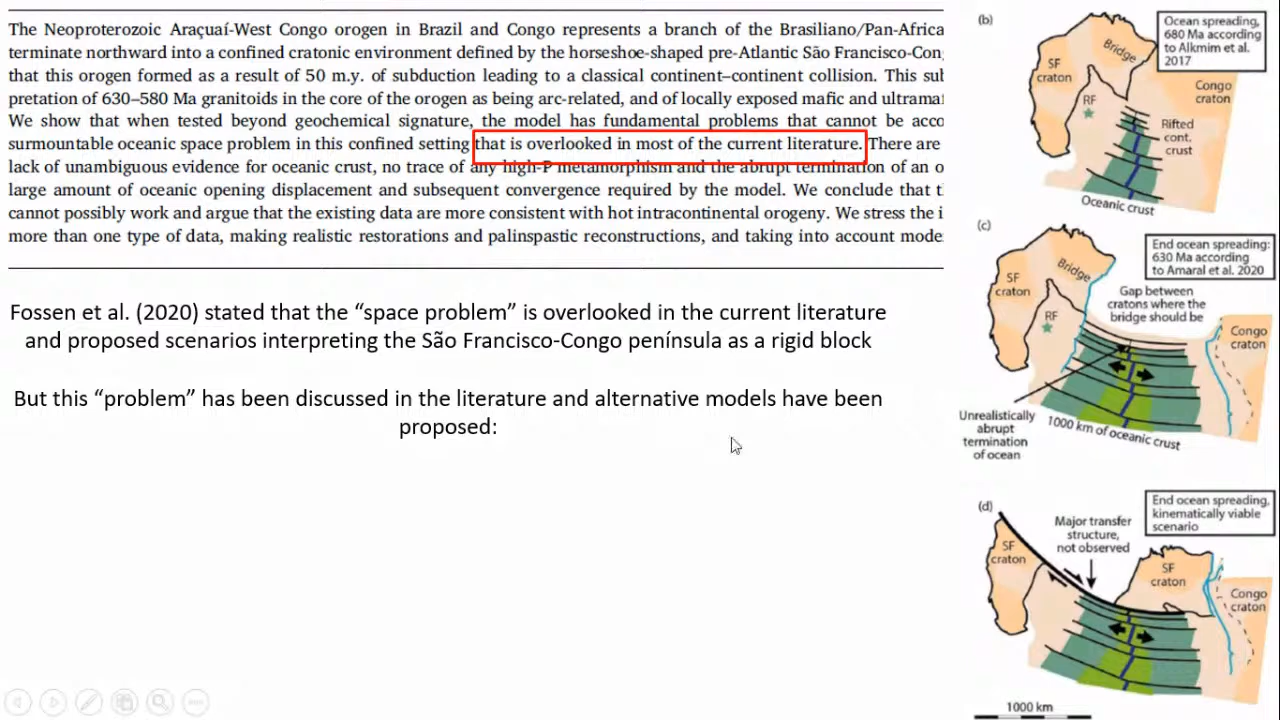 The Neoproterozoic Araçuaí-West Congo orogen in Brazil and Congo represents a branch of the Brasiliano/Pan-Africa
terminate northward into a confined cratonic environment defined by the horseshoe-shaped pre-Atlantic São Francisco-Con
that this orogen formed as a result of 50 m.y. of subduction leading to a classical continent–continent collision. This sub
pretation of 630–580 Ma granitoids in the core of the orogen as being arc-related, and of locally exposed mafic and ultrama
We show that when tested beyond geochemical signature, the model has fundamental problems that cannot be acco
surmountable oceanic space problem in this confined setting that is overlooked in most of the current literature. There are
lack of unambiguous evidence for oceanic crust, no trace of any high-P metamorphism and the abrupt termination of an o
large amount of oceanic opening displacement and subsequent convergence required by the model. We conclude that t
cannot possibly work and argue that the existing data are more consistent with hot intracontinental orogeny. We stress the i
more than one type of data, making realistic restorations and palinspastic reconstructions, and taking into account mode
Fossen et al. (2020) stated that the “space problem” is overlooked in the current literature
and proposed scenarios interpreting the São Francisco-Congo península as a rigid block
But this “problem” has been discussed in the literature and alternative models have been
proposed:
(b)
Ocean spreading,
680 Ma according
to Alkmim et al.
2017
Bridge
SF
craton
RF
Congo
craton
Rifted
cont.
crust
Oceanic crust
(c)
End ocean spreading:
630 Ma according
to Amaral et al. 2020
Bridge
SF
craton
Gap between
cratons where the
bridge should be
RF
Congo
craton
Unrealistically
abrupt
termination
of ocean
1000 km of oceanic crust
(d)
End ocean spreading,
kinematically viable
scenario
Major transfer
structure,
not observed
SF
craton
SF
craton
Congo
craton
1000 km